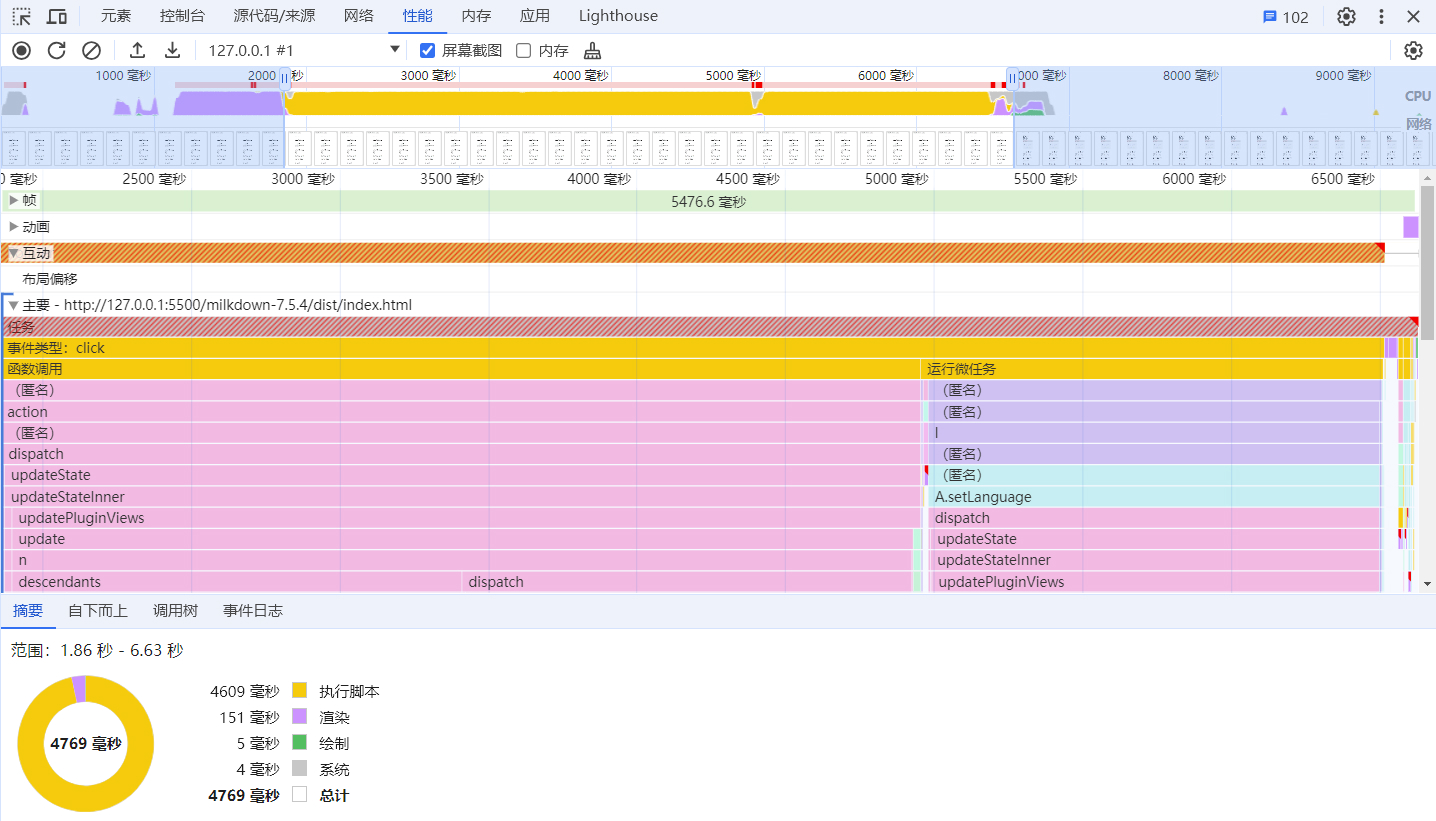 元素 控制台 源代码/来源 网络 性能 内存 应用 Lighthouse 102
127.0.0.1 #1 屏幕截图 内存
1000 毫秒 2000 毫秒 3000 毫秒 4000 毫秒 5000 毫秒 6000 毫秒 000 毫秒 8000 毫秒 9000 毫秒
CPU
网络
0 毫秒 2500 毫秒 3000 毫秒 3500 毫秒 4000 毫秒 4500 毫秒 5000 毫秒 5500 毫秒 6000 毫秒 6500 毫秒
帧 5476.6 毫秒
动画
互动
布局偏移
主要 - http://127.0.0.1:5500/milkdown-7.5.4/dist/index.html
任务
事件类型：click
函数调用 运行微任务
（匿名） （匿名）
action （匿名）
（匿名） l
dispatch （匿名）
updateState （匿名）
updateStateInner A.setLanguage
updatePluginViews dispatch
update updateState
n updateStateInner
descendants dispatch updatePluginViews
摘要 自下而上 调用树 事件日志
范围：1.86 秒 - 6.63 秒
4609 毫秒 执行脚本
151 毫秒 渲染
4769 毫秒
5 毫秒 绘制
4 毫秒 系统
4769 毫秒 总计